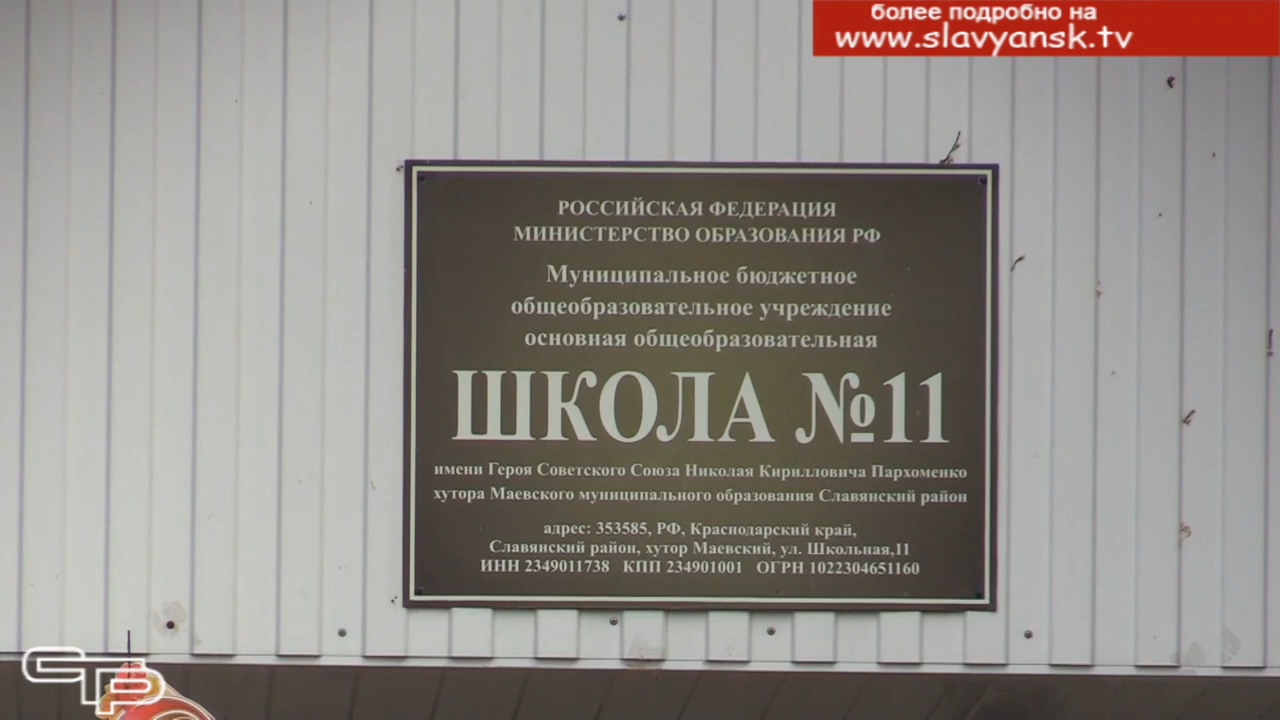 более подробно на
www.slavyansk.tv
РОССИЙСКАЯ ФЕДЕРАЦИЯ
МИНИСТЕРСТВО ОБРАЗОВАНИЯ РФ
Муниципальное бюджетное
общеобразовательное учреждение
основная общеобразовательная
ШКОЛА №11
имени Героя Советского Союза Николая Кирилловича Пархоменко
хутора Маевского муниципального образования Славянский район
адрес: 353585, РФ, Краснодарский край,
Славянский район, хутор Маевский, ул. Школьная,11
ИНН 2349011738 КПП 234901001 ОГРН 1022304651160
СТР